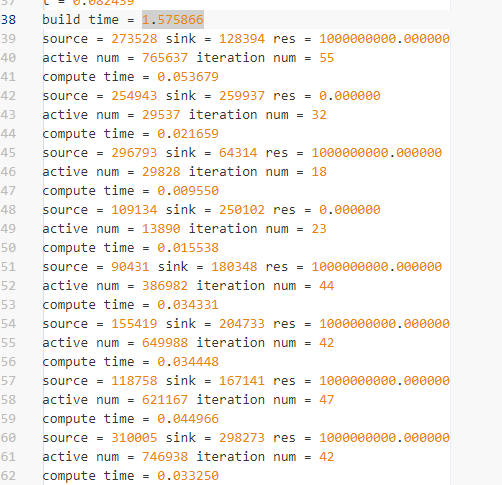 t = 0.082439
38 build time = 1.575866
39 source = 273528 sink = 128394 res = 1000000000.000000
40 active num = 765637 iteration num = 55
41 compute time = 0.053679
42 source = 254943 sink = 259937 res = 0.000000
43 active num = 29537 iteration num = 32
44 compute time = 0.021659
45 source = 296793 sink = 64314 res = 1000000000.000000
46 active num = 29828 iteration num = 18
47 compute time = 0.009550
48 source = 109134 sink = 250102 res = 0.000000
49 active num = 13890 iteration num = 23
50 compute time = 0.015538
51 source = 90431 sink = 180348 res = 1000000000.000000
52 active num = 386982 iteration num = 44
53 compute time = 0.034331
54 source = 155419 sink = 204733 res = 1000000000.000000
55 active num = 649988 iteration num = 42
56 compute time = 0.034448
57 source = 118758 sink = 167141 res = 1000000000.000000
58 active num = 621167 iteration num = 47
59 compute time = 0.044966
60 source = 310005 sink = 298273 res = 1000000000.000000
61 active num = 746938 iteration num = 42
62 compute time = 0.033250